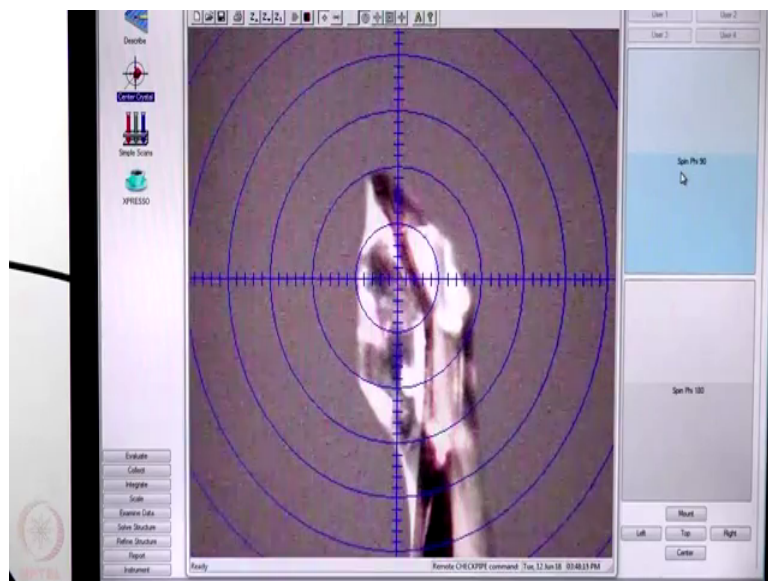 User 1
User 2
Describe
User 3
User 4
Center Crystal
Simple Scans
XPRESSO
Spin Phi 90
Spin Phi 180
Evaluate
Collect
Integrate
Scale
Examine Data
Solve Structure
Refine Structure
Report
Instrument
Mount
Left
Top
Right
Center
Ready
Remote CHECKPIPE command
Tue, 12 Jun 18 03:48:15 PM
NPTEL